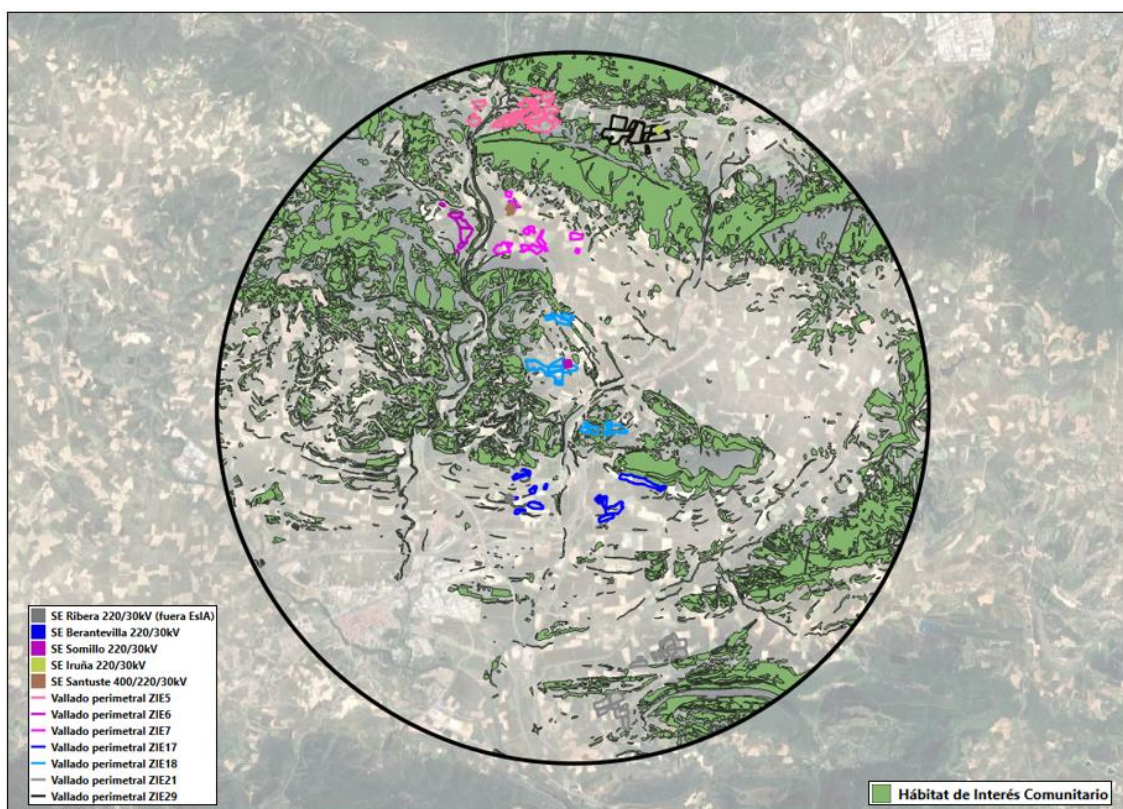 SE Ribera 220/30kV (fuera EsIA)
SE Berantevilla 220/30kV
SE Somillo 220/30kV
SE Iruña 220/30kV
SE Santuste 400/220/30kV
Vallado perimetral ZIE5
Vallado perimetral ZIE6
Vallado perimetral ZIE7
Vallado perimetral ZIE17
Vallado perimetral ZIE18
Vallado perimetral ZIE21
Vallado perimetral ZIE29
Hábitat de Interés Comunitario